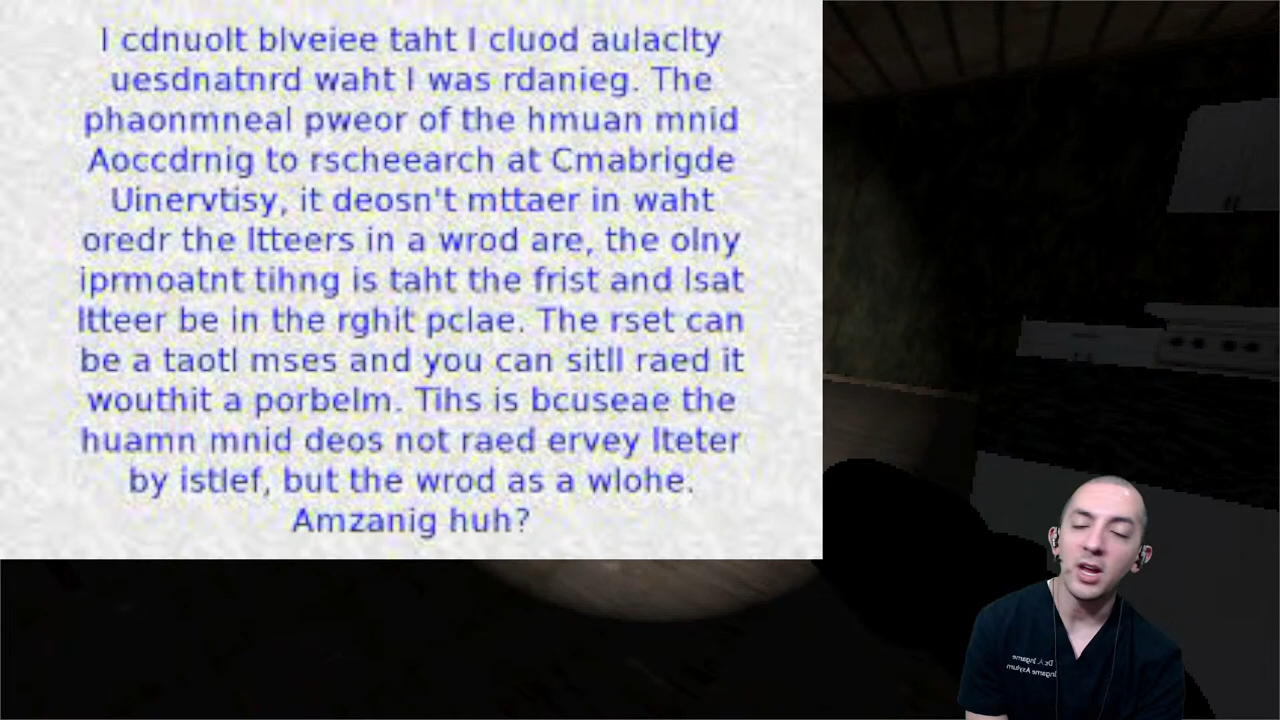 I cdnuolt blveiee taht I cluod aulaclty
uesdnatnrd waht I was rdanieg. The
phaonmneal pweor of the hmuan mnid
Aoccdrnig to rscheearch at Cmabrigde
Uinervtisy, it deosn't mttaer in waht
oredr the ltteers in a wrod are, the olny
iprmoatnt tihng is taht the frist and lsat
ltteer be in the rghit pclae. The rset can
be a taotl mses and you can sitll raed it
wouthit a porbelm. Tihs is bcuseae the
huamn mnid deos not raed ervey lteter
by istlef, but the wrod as a wlohe.
Amzanig huh?
Dr. A. Ingame
Ingame Asylum